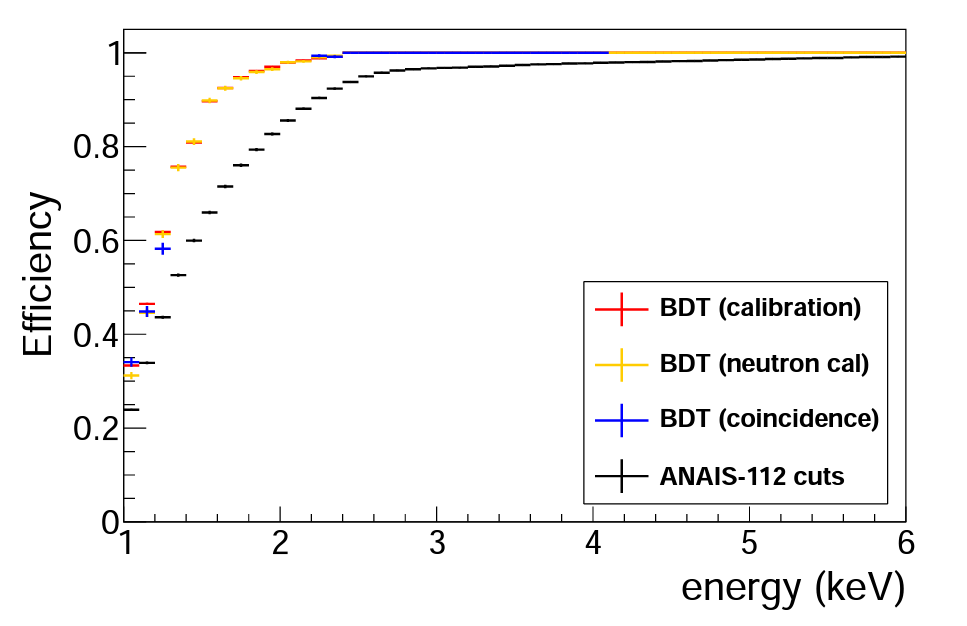 Efficiency
1
0.8
0.6
0.4
0.2
0
BDT (calibration)
BDT (neutron cal)
BDT (coincidence)
ANAIS-112 cuts
1 2 3 4 5 6
energy (keV)